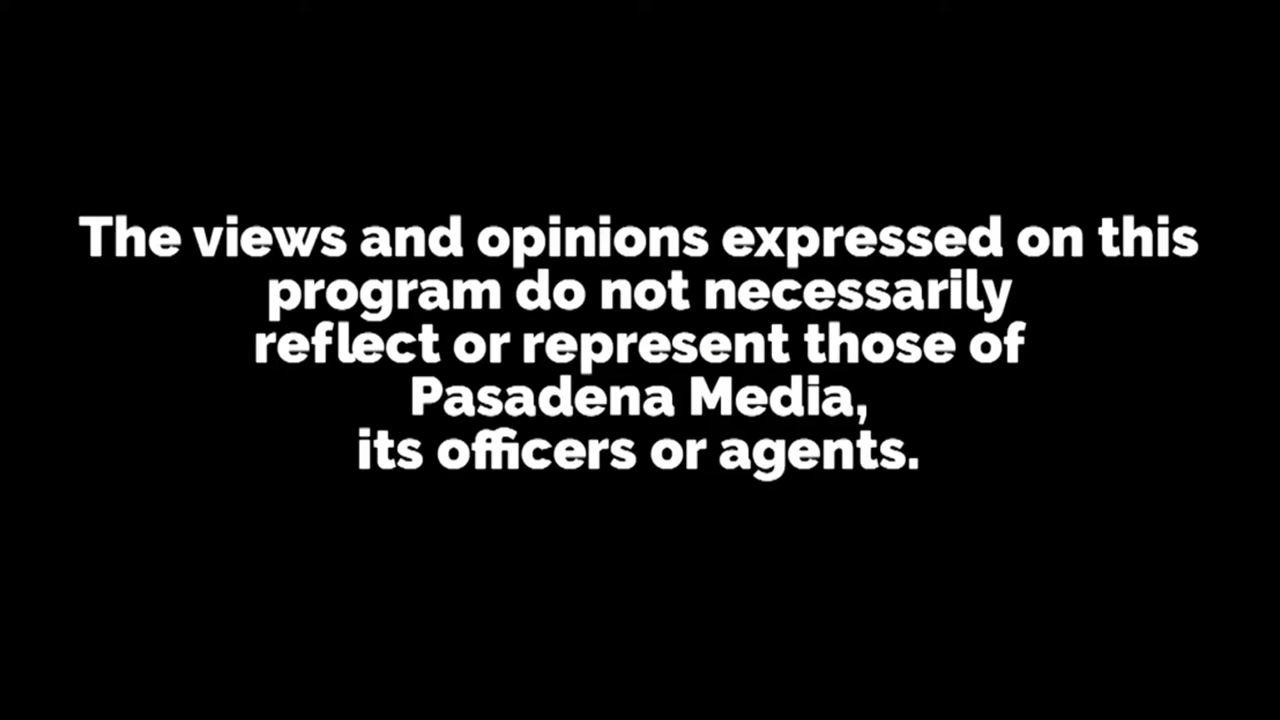 The views and opinions expressed on this
program do not necessarily
reflect or represent those of
Pasadena Media,
its officers or agents.